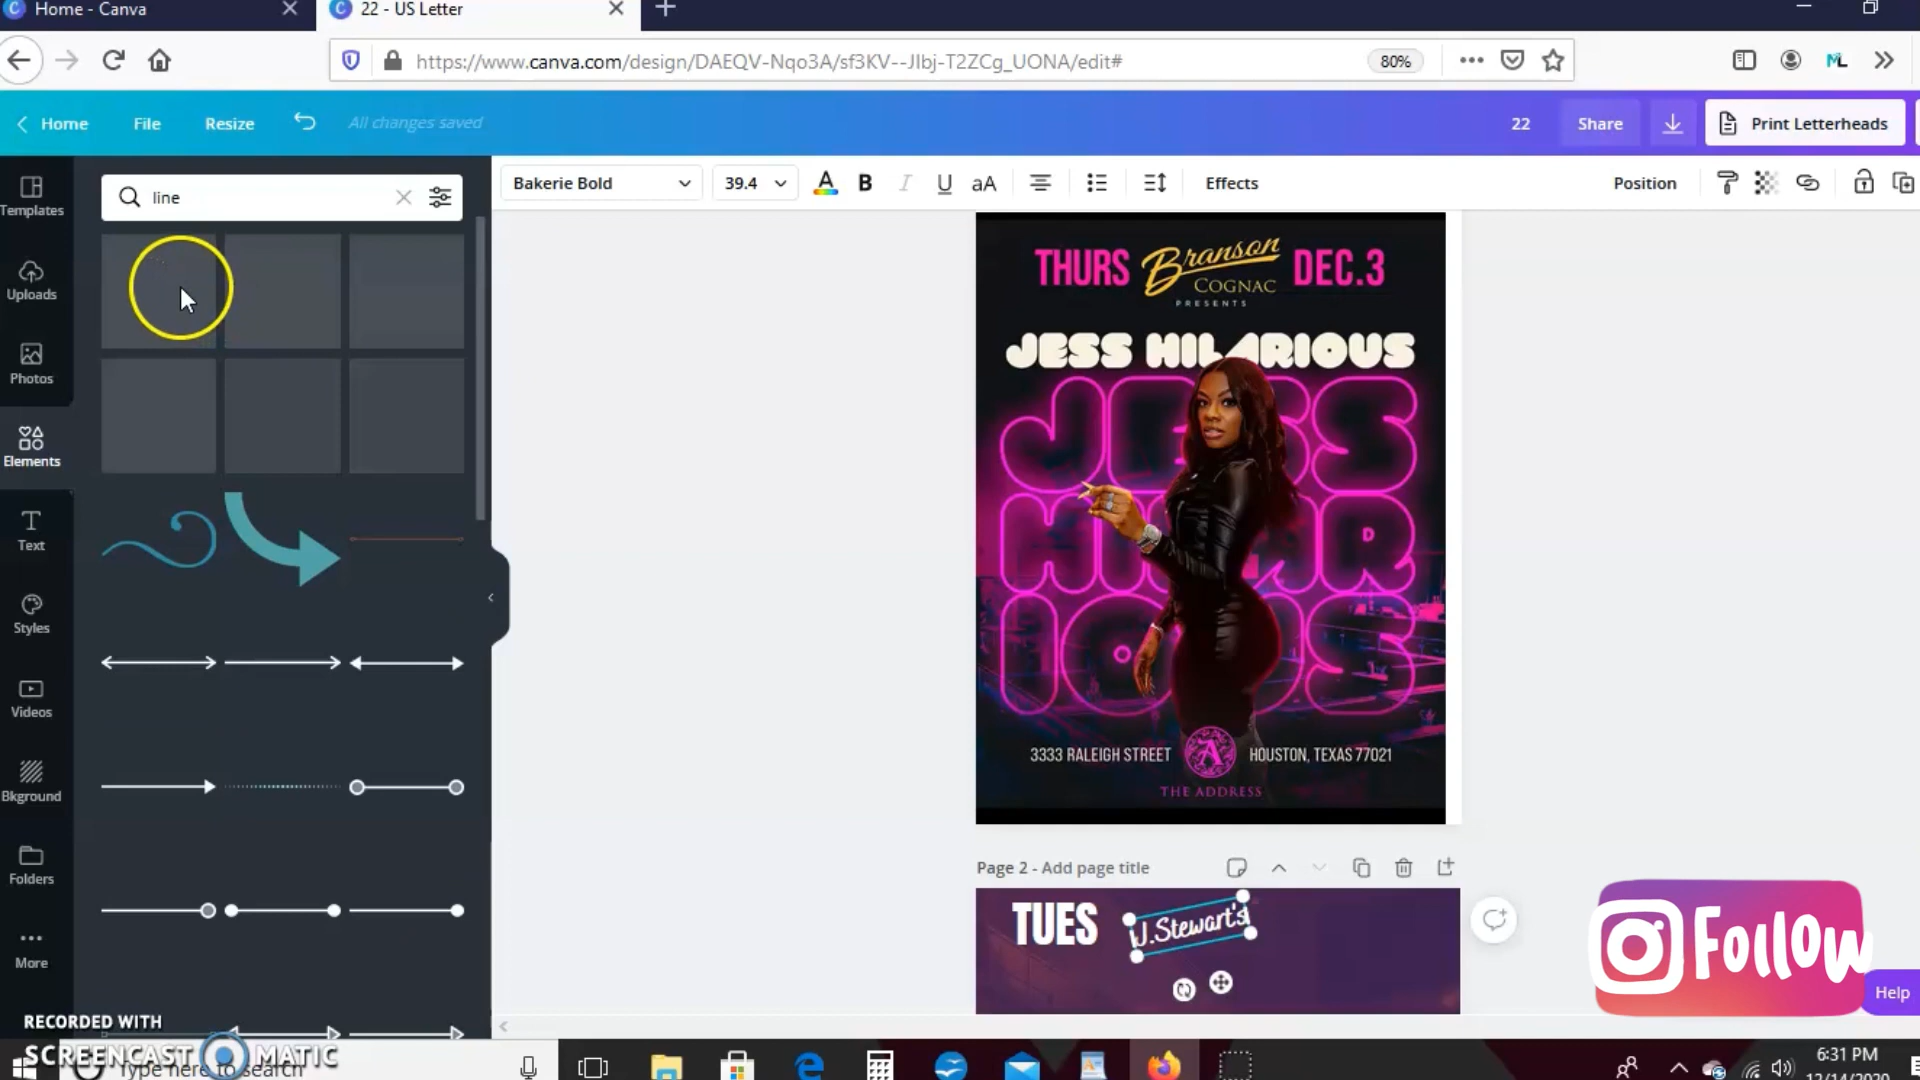 Home - Canva
22 - US Letter
https://www.canva.com/design/DAEQV-Nqo3A/sf3KV--JIbj-T2ZCg_UONA/edit#
80%
Home
File
Resize
All changes saved
22
Share
Print Letterheads
Templates
Uploads
Photos
Elements
Text
Styles
Videos
Bkground
Folders
More
line
Bakerie Bold
39.4
A
B
I
U
aA
Effects
Position
THURS
Branson
COGNAC
PRESENTS
DEC.3
JESS HILARIOUS
3333 RALEIGH STREET
A
HOUSTON, TEXAS 77021
THE ADDRESS
Page 2 - Add page title
TUES
J.Stewart's
Follow
Help
RECORDED WITH
SCREENCAST MATIC
Type here to search
6:31 PM
12/14/2020